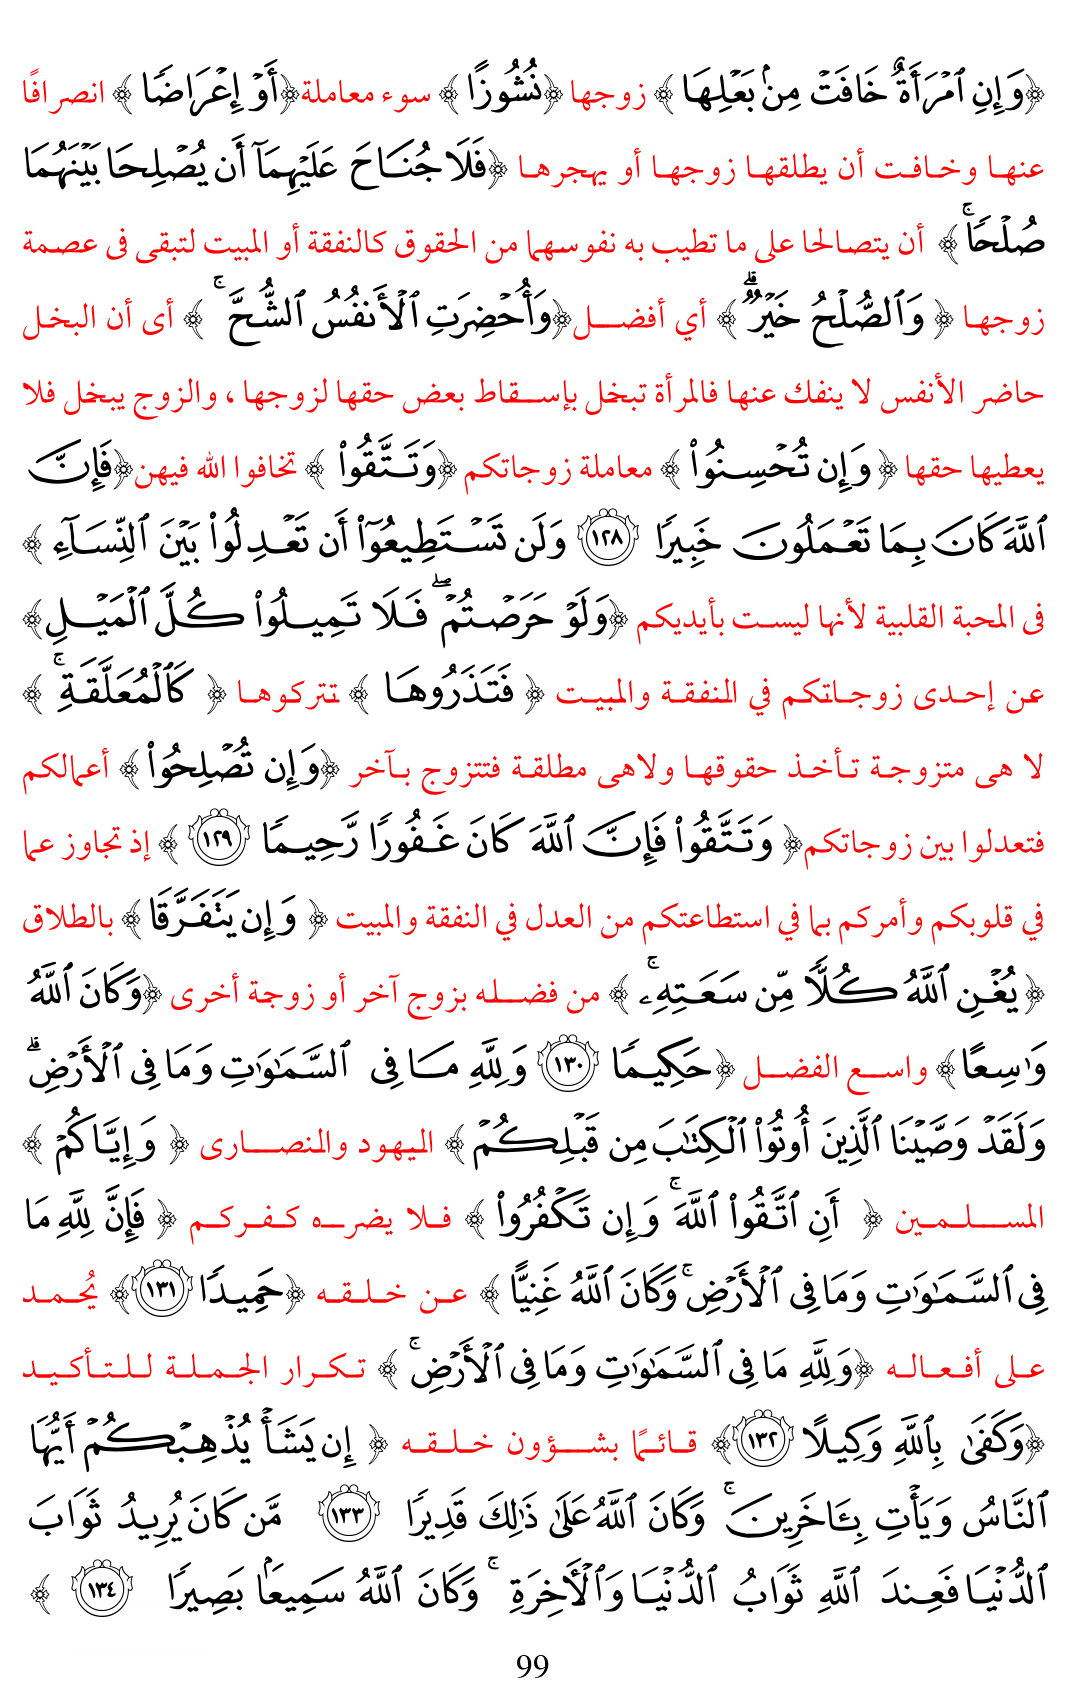 ﴿وَإِنِ ٱمْرَأَةٌ خَافَتْ مِنۢ بَعْلِهَا ﴾ زوجها ﴿نُشُوزًا ﴾ سوء معاملة﴿أَوْ إِعْرَاضًا ﴾ انصرافًا
عنها وخافت أن يطلقها زوجها أو يهجرها ﴿فَلَا جُنَاحَ عَلَيْهِمَآ أَن يُصْلِحَا بَيْنَهُمَا
صُلْحًاۚ﴾ أن يتصالحا على ما تطيب به نفوسهما من الحقوق كالنفقة أو المبيت لتبقى فى عصمة
زوجها ﴿ وَٱلصُّلْحُ خَيْرٌۗ ﴾ أي أفضل﴿وَأُحْضِرَتِ ٱلْأَنفُسُ ٱلشُّحَّ ۚ ﴾ أى أن البخل
حاضر الأنفس لا ينفك عنها فالمرأة تبخل بإسقاط بعض حقها لزوجها ، والزوج يبخل فلا
يعطيها حقها ﴿ وَإِن تُحْسِنُوا۟ ﴾ معاملة زوجاتكم ﴿وَتَتَّقُوا۟ ﴾ تخافوا الله فيهن﴿فَإِنَّ
ٱللَّهَ كَانَ بِمَا تَعْمَلُونَ خَبِيرًا ١٢٨ وَلَن تَسْتَطِيعُوٓا۟ أَن تَعْدِلُوا۟ بَيْنَ ٱلنِّسَآءِ ﴾
فى المحبة القلبية لأنها ليست بأيديكم ﴿وَلَوْ حَرَصْتُمْۖ فَلَا تَمِيلُوا۟ كُلَّ ٱلْمَيْلِ﴾
عن إحدى زوجاتكم في النفقة والمبيت ﴿ فَتَذَرُوهَا ﴾ تتركوها ﴿ كَٱلْمُعَلَّقَةِۚ ﴾
لا هى متزوجة تأخذ حقوقها ولاهى مطلقة فتتزوج بآخر ﴿وَإِن تُصْلِحُوا۟ ﴾ أعمالكم
فتعدلوا بين زوجاتكم﴿ وَتَتَّقُوا۟ فَإِنَّ ٱللَّهَ كَانَ غَفُورًا رَّحِيمًا ١٢٩ ﴾ إذ تجاوز عما
في قلوبكم وأمركم بما في استطاعتكم من العدل في النفقة والمبيت ﴿ وَإِن يَتَفَرَّقَا ﴾ بالطلاق
﴿ يُغْنِ ٱللَّهُ كُلًّا مِّن سَعَتِهِۦۚ ﴾ من فضله بزوج آخر أو زوجة أخرى ﴿وَكَانَ ٱللَّهُ
وَٰسِعًا﴾ واسع الفضل ﴿حَكِيمًا ١٣٠ وَلِلَّهِ مَا فِى ٱلسَّمَٰوَٰتِ وَمَا فِى ٱلْأَرْضِۗ
وَلَقَدْ وَصَّيْنَا ٱلَّذِينَ أُوتُوا۟ ٱلْكِتَٰبَ مِن قَبْلِكُمْ ﴾ اليهود والنصارى ﴿ وَإِيَّاكُمْ ﴾
المسلمين ﴿ أَنِ ٱتَّقُوا۟ ٱللَّهَۚ وَإِن تَكْفُرُوا۟ ﴾ فلا يضره كفركم ﴿ فَإِنَّ لِلَّهِ مَا
فِى ٱلسَّمَٰوَٰتِ وَمَا فِى ٱلْأَرْضِۚ وَكَانَ ٱللَّهُ غَنِيًّا ﴾ عن خلقه ﴿حَمِيدًا ١٣١﴾ يُحمد
على أفعاله ﴿وَلِلَّهِ مَا فِى ٱلسَّمَٰوَٰتِ وَمَا فِى ٱلْأَرْضِۚ ﴾ تكرار الجملة للتأكيد
﴿وَكَفَىٰ بِٱللَّهِ وَكِيلًا ١٣٢﴾ قائمًا بشؤون خلقه ﴿ إِن يَشَأْ يُذْهِبْكُمْ أَيُّهَا
ٱلنَّاسُ وَيَأْتِ بِـَٔاخَرِينَۚ وَكَانَ ٱللَّهُ عَلَىٰ ذَٰلِكَ قَدِيرًا ١٣٣ مَّن كَانَ يُرِيدُ ثَوَابَ
ٱلدُّنْيَا فَعِندَ ٱللَّهِ ثَوَابُ ٱلدُّنْيَا وَٱلْأَخِرَةِ ۚ وَكَانَ ٱللَّهُ سَمِيعًۢا بَصِيرًا ١٣٤ ﴾
99